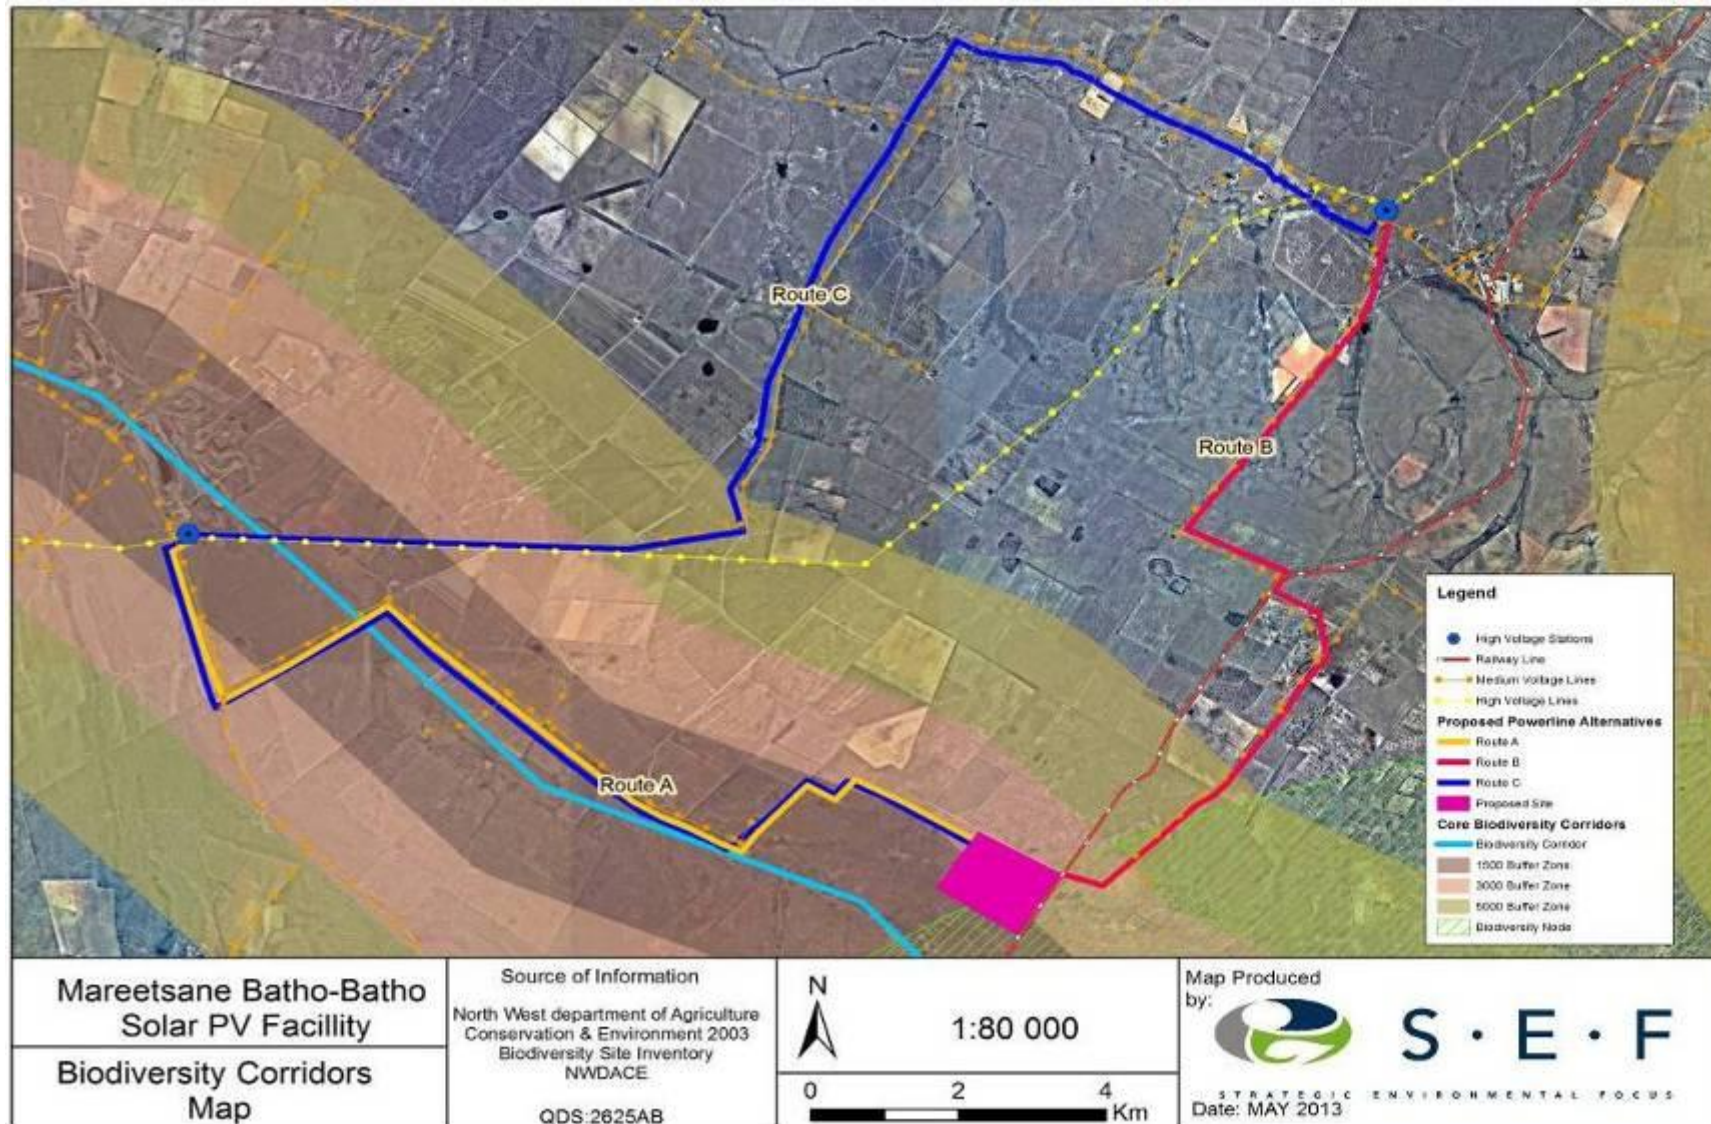 Route C
Route B
Route A
Legend
High Voltage Stations
Railway Line
Medium Voltage Lines
High Voltage Lines
Proposed Powerline Alternatives
Route A
Route B
Route C
Proposed Site
Core Biodiversity Corridors
Biodiversity Corridor
1500 Buffer Zone
3000 Buffer Zone
5000 Buffer Zone
Biodiversity Node
Mareetsane Batho-Batho
Solar PV Facillity
Biodiversity Corridors
Map
Source of Information
North West department of Agriculture
Conservation & Environment 2003
Biodiversity Site Inventory
NWDACE
QDS:2625AB
N
1:80 000
0 2 4
Km
Map Produced
by:
S·E·F
STRATEGIC ENVIRONMENTAL FOCUS
Date: MAY 2013